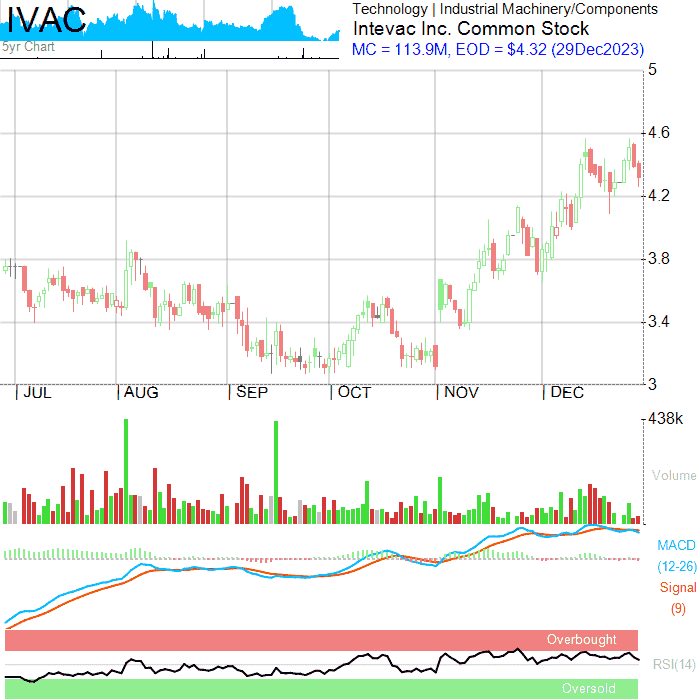 IVAC
5yr Chart
Technology | Industrial Machinery/Components
Intevac Inc. Common Stock
MC = 113.9M, EOD = $4.32 (29Dec2023)
5
4.6
4.2
3.8
3.4
3
JUL AUG SEP OCT NOV DEC
438k
Volume
MACD
(12-26)
Signal
(9)
Overbought
RSI(14)
Oversold